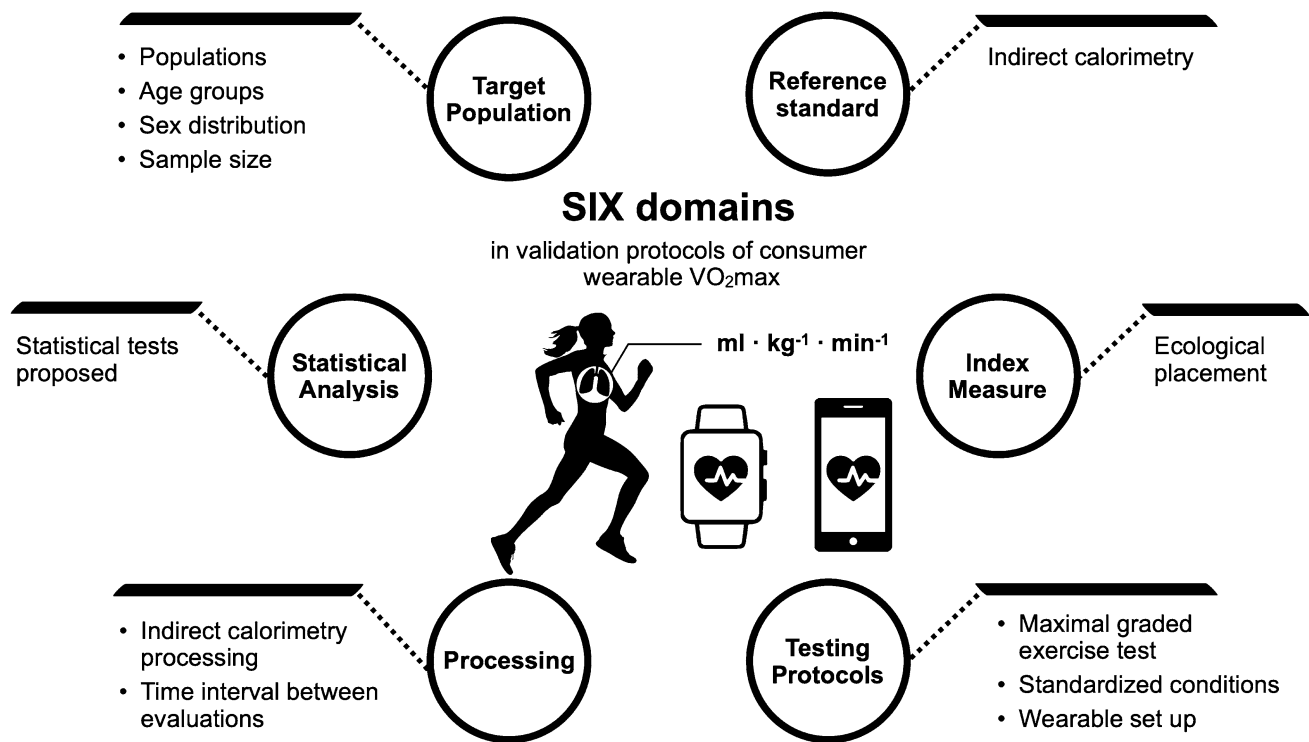 • Populations
• Age groups
• Sex distribution
• Sample size
Target
Population
Reference
standard
Indirect calorimetry
SIX domains
in validation protocols of consumer
wearable VO₂max
Statistical tests
proposed
Statistical
Analysis
ml · kg⁻¹ · min⁻¹
Index
Measure
Ecological
placement
• Indirect calorimetry
processing
• Time interval between
evaluations
Processing
Testing
Protocols
• Maximal graded
exercise test
• Standardized conditions
• Wearable set up